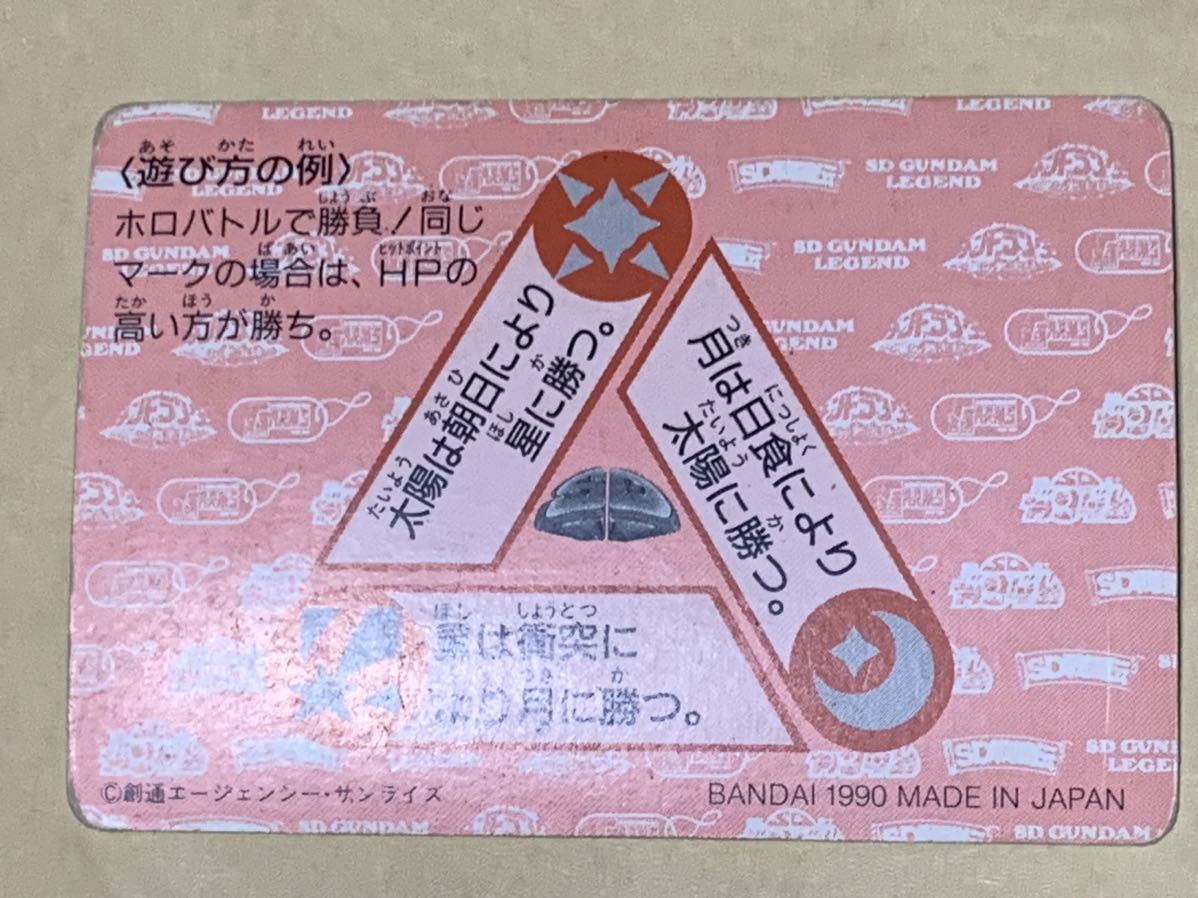 〈遊び方の例〉
ホロバトルで勝負！同じ
マークの場合は、HPの
高い方が勝ち。
太陽は朝日により
星に勝つ。
月は日食により
太陽に勝つ。
星は衝突に
より月に勝つ。
©創通エージェンシー・サンライズ
BANDAI 1990 MADE IN JAPAN
SD GUNDAM
LEGEND